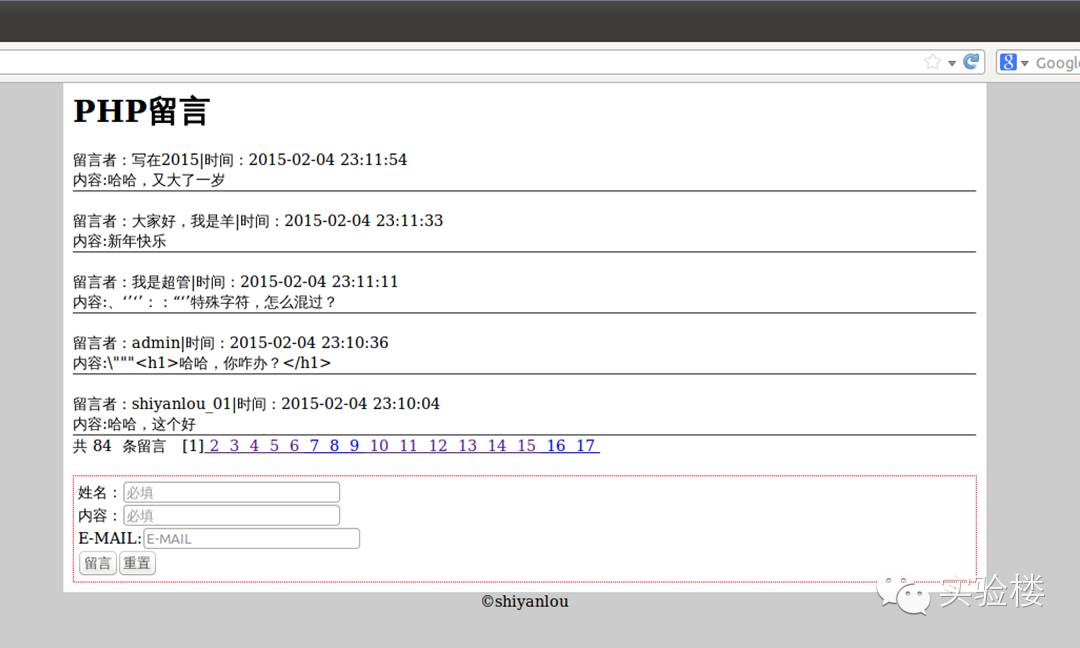 Google
PHP留言
留言者：写在2015|时间：2015-02-04 23:11:54
内容:哈哈，又大了一岁
留言者：大家好，我是羊|时间：2015-02-04 23:11:33
内容:新年快乐
留言者：我是超管|时间：2015-02-04 23:11:11
内容:、‘’‘’：：“‘’特殊字符，怎么混过？
留言者：admin|时间：2015-02-04 23:10:36
内容:\"""<h1>哈哈，你咋办？</h1>
留言者：shiyanlou_01|时间：2015-02-04 23:10:04
内容:哈哈，这个好
共 84 条留言 [1] 2 3 4 5 6 7 8 9 10 11 12 13 14 15 16 17
姓名：必填
内容：必填
E-MAIL:E-MAIL
留言 重置
©shiyanlou
实验楼